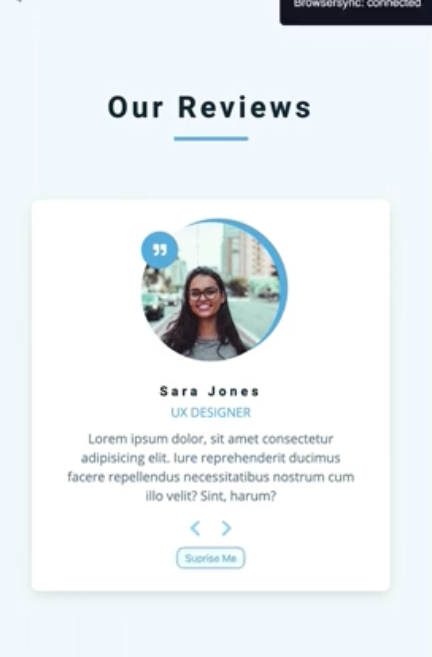 Browsersync: connected
Our Reviews
Sara Jones
UX DESIGNER
Lorem ipsum dolor, sit amet consectetur
adipisicing elit. Iure reprehenderit ducimus
facere repellendus necessitatibus nostrum cum
illo velit? Sint, harum?
Suprise Me